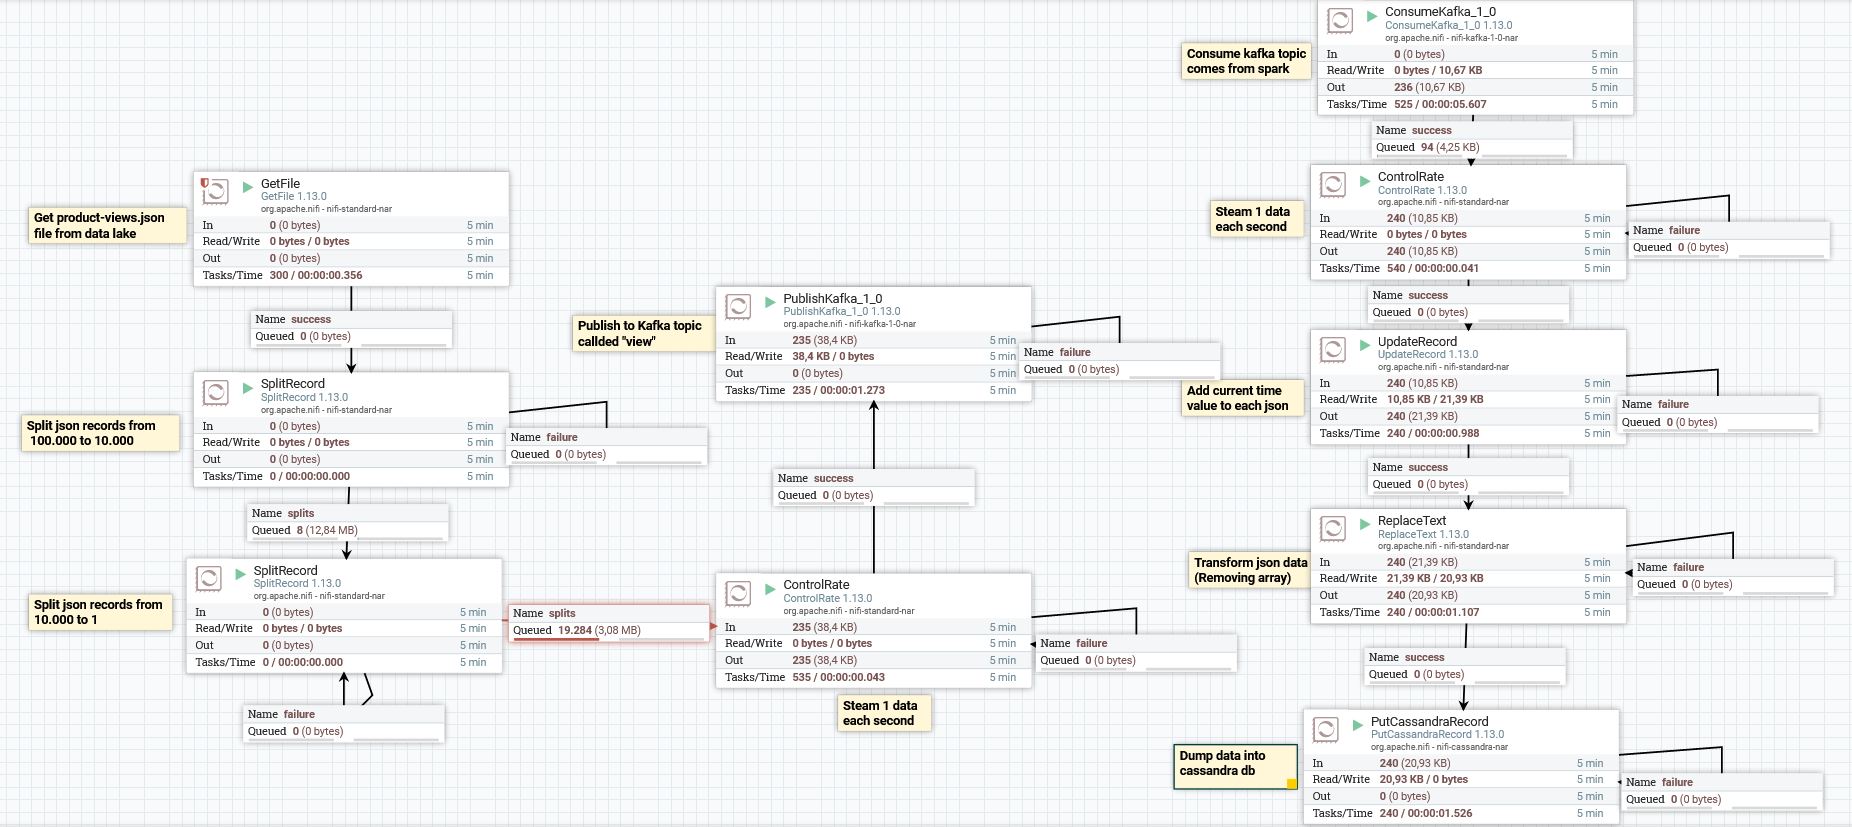 Get product-views.json
file from data lake
GetFile
GetFile 1.13.0
org.apache.nifi - nifi-standard-nar
In 0 (0 bytes) 5 min
Read/Write 0 bytes / 0 bytes 5 min
Out 0 (0 bytes) 5 min
Tasks/Time 300 / 00:00:00.356 5 min
Name success
Queued 0 (0 bytes)
Split json records from
100.000 to 10.000
SplitRecord
SplitRecord 1.13.0
org.apache.nifi - nifi-standard-nar
In 0 (0 bytes) 5 min
Read/Write 0 bytes / 0 bytes 5 min
Out 0 (0 bytes) 5 min
Tasks/Time 0 / 00:00:00.000 5 min
Name failure
Queued 0 (0 bytes)
Name splits
Queued 8 (12,84 MB)
Split json records from
10.000 to 1
SplitRecord
SplitRecord 1.13.0
org.apache.nifi - nifi-standard-nar
In 0 (0 bytes) 5 min
Read/Write 0 bytes / 0 bytes 5 min
Out 0 (0 bytes) 5 min
Tasks/Time 0 / 00:00:00.000 5 min
Name failure
Queued 0 (0 bytes)
Name splits
Queued 19.284 (3,08 MB)
Publish to Kafka topic
callded "view"
PublishKafka_1_0
PublishKafka_1_0 1.13.0
org.apache.nifi - nifi-kafka-1-0-nar
In 235 (38,4 KB) 5 min
Read/Write 38,4 KB / 0 bytes 5 min
Out 0 (0 bytes) 5 min
Tasks/Time 235 / 00:00:01.273 5 min
Name failure
Queued 0 (0 bytes)
Name success
Queued 0 (0 bytes)
ControlRate
ControlRate 1.13.0
org.apache.nifi - nifi-standard-nar
In 235 (38,4 KB) 5 min
Read/Write 0 bytes / 0 bytes 5 min
Out 235 (38,4 KB) 5 min
Tasks/Time 535 / 00:00:00.043 5 min
Name failure
Queued 0 (0 bytes)
Steam 1 data
each second
Consume kafka topic
comes from spark
ConsumeKafka_1_0
ConsumeKafka_1_0 1.13.0
org.apache.nifi - nifi-kafka-1-0-nar
In 0 (0 bytes) 5 min
Read/Write 0 bytes / 10,67 KB 5 min
Out 236 (10,67 KB) 5 min
Tasks/Time 525 / 00:00:05.607 5 min
Name success
Queued 94 (4,25 KB)
Steam 1 data
each second
ControlRate
ControlRate 1.13.0
org.apache.nifi - nifi-standard-nar
In 240 (10,85 KB) 5 min
Read/Write 0 bytes / 0 bytes 5 min
Out 240 (10,85 KB) 5 min
Tasks/Time 540 / 00:00:00.041 5 min
Name failure
Queued 0 (0 bytes)
Name success
Queued 0 (0 bytes)
Add current time
value to each json
UpdateRecord
UpdateRecord 1.13.0
org.apache.nifi - nifi-standard-nar
In 240 (10,85 KB) 5 min
Read/Write 10,85 KB / 21,39 KB 5 min
Out 240 (21,39 KB) 5 min
Tasks/Time 240 / 00:00:00.988 5 min
Name failure
Queued 0 (0 bytes)
Name success
Queued 0 (0 bytes)
Transform json data
(Removing array)
ReplaceText
ReplaceText 1.13.0
org.apache.nifi - nifi-standard-nar
In 240 (21,39 KB) 5 min
Read/Write 21,39 KB / 20,93 KB 5 min
Out 240 (20,93 KB) 5 min
Tasks/Time 240 / 00:00:01.107 5 min
Name failure
Queued 0 (0 bytes)
Name success
Queued 0 (0 bytes)
Dump data into
cassandra db
PutCassandraRecord
PutCassandraRecord 1.13.0
org.apache.nifi - nifi-cassandra-nar
In 240 (20,93 KB) 5 min
Read/Write 20,93 KB / 0 bytes 5 min
Out 0 (0 bytes) 5 min
Tasks/Time 240 / 00:00:01.526 5 min
Name failure
Queued 0 (0 bytes)